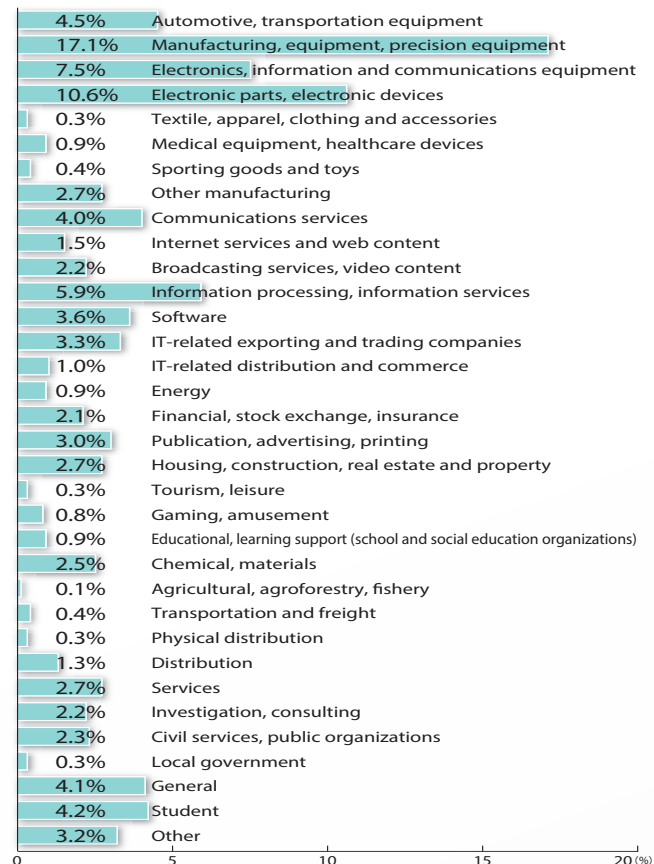 4.5% Automotive, transportation equipment
17.1% Manufacturing, equipment, precision equipment
7.5% Electronics, information and communications equipment
10.6% Electronic parts, electronic devices
0.3% Textile, apparel, clothing and accessories
0.9% Medical equipment, healthcare devices
0.4% Sporting goods and toys
2.7% Other manufacturing
4.0% Communications services
1.5% Internet services and web content
2.2% Broadcasting services, video content
5.9% Information processing, information services
3.6% Software
3.3% IT-related exporting and trading companies
1.0% IT-related distribution and commerce
0.9% Energy
2.1% Financial, stock exchange, insurance
3.0% Publication, advertising, printing
2.7% Housing, construction, real estate and property
0.3% Tourism, leisure
0.8% Gaming, amusement
0.9% Educational, learning support (school and social education organizations)
2.5% Chemical, materials
0.1% Agricultural, agroforestry, fishery
0.4% Transportation and freight
0.3% Physical distribution
1.3% Distribution
2.7% Services
2.2% Investigation, consulting
2.3% Civil services, public organizations
0.3% Local government
4.1% General
4.2% Student
3.2% Other
0 5 10 15 20 (%)